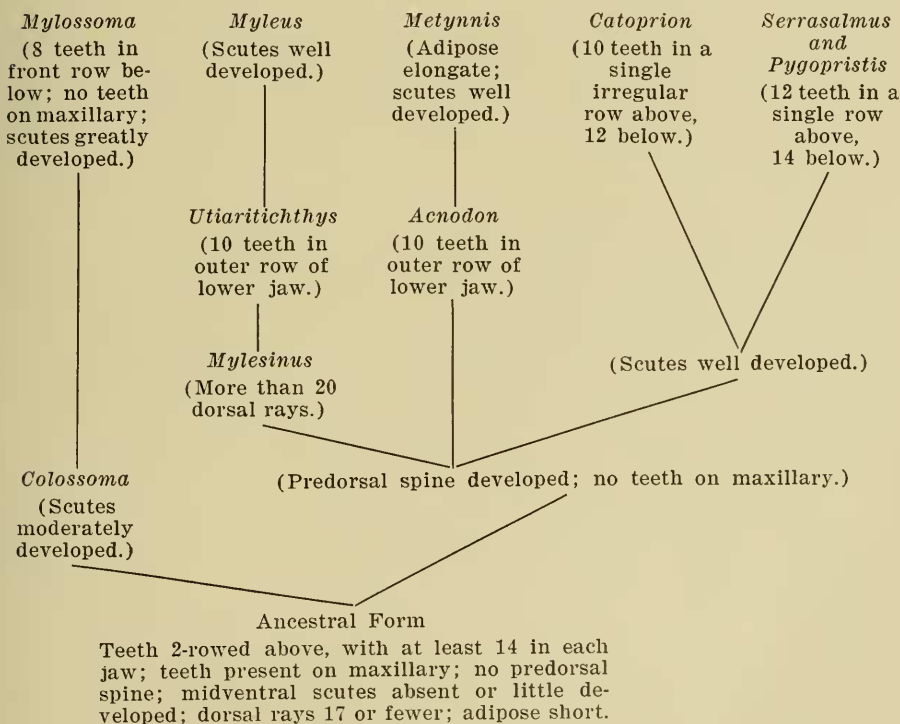 Mylossoma
(8 teeth in
front row be-
low; no teeth
on maxillary;
scutes greatly
developed.)
Myleus
(Scutes well
developed.)
Metynnis
(Adipose
elongate;
scutes well
developed.)
Catoprion
(10 teeth in a
single
irregular
row above,
12 below.)
Serrasalmus
and
Pygopristis
(12 teeth in a
single row
above,
14 below.)
Utiaritichthys
(10 teeth in
outer row of
lower jaw.)
Acnodon
(10 teeth in
outer row of
lower jaw.)
Mylesinus
(More than 20
dorsal rays.)
(Scutes well developed.)
Colossoma
(Scutes
moderately
developed.)
(Predorsal spine developed; no teeth on maxillary.)
Ancestral Form
Teeth 2-rowed above, with at least 14 in each
jaw; teeth present on maxillary; no predorsal
spine; midventral scutes absent or little de-
veloped; dorsal rays 17 or fewer; adipose short.